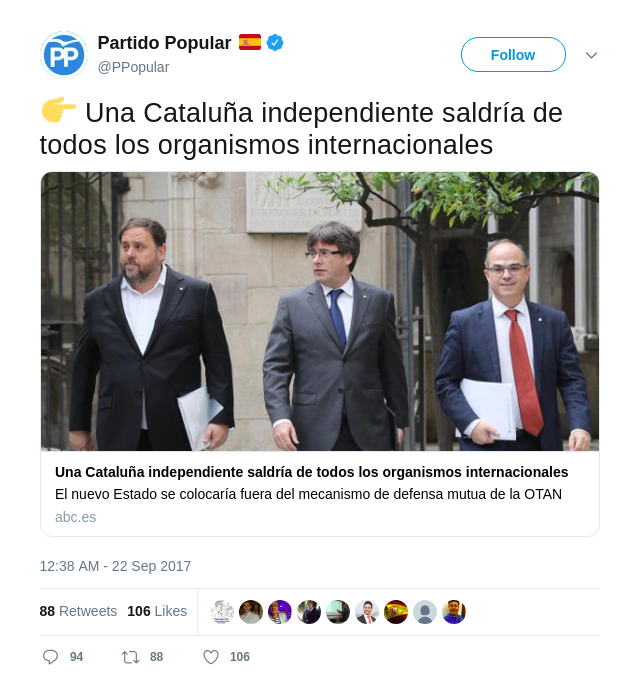 Partido Popular 🇪🇸
@PPopular
Follow
👉 Una Cataluña independiente saldría de
todos los organismos internacionales
Una Cataluña independiente saldría de todos los organismos internacionales
El nuevo Estado se colocaría fuera del mecanismo de defensa mutua de la OTAN
abc.es
12:38 AM - 22 Sep 2017
88 Retweets 106 Likes
94 88 106